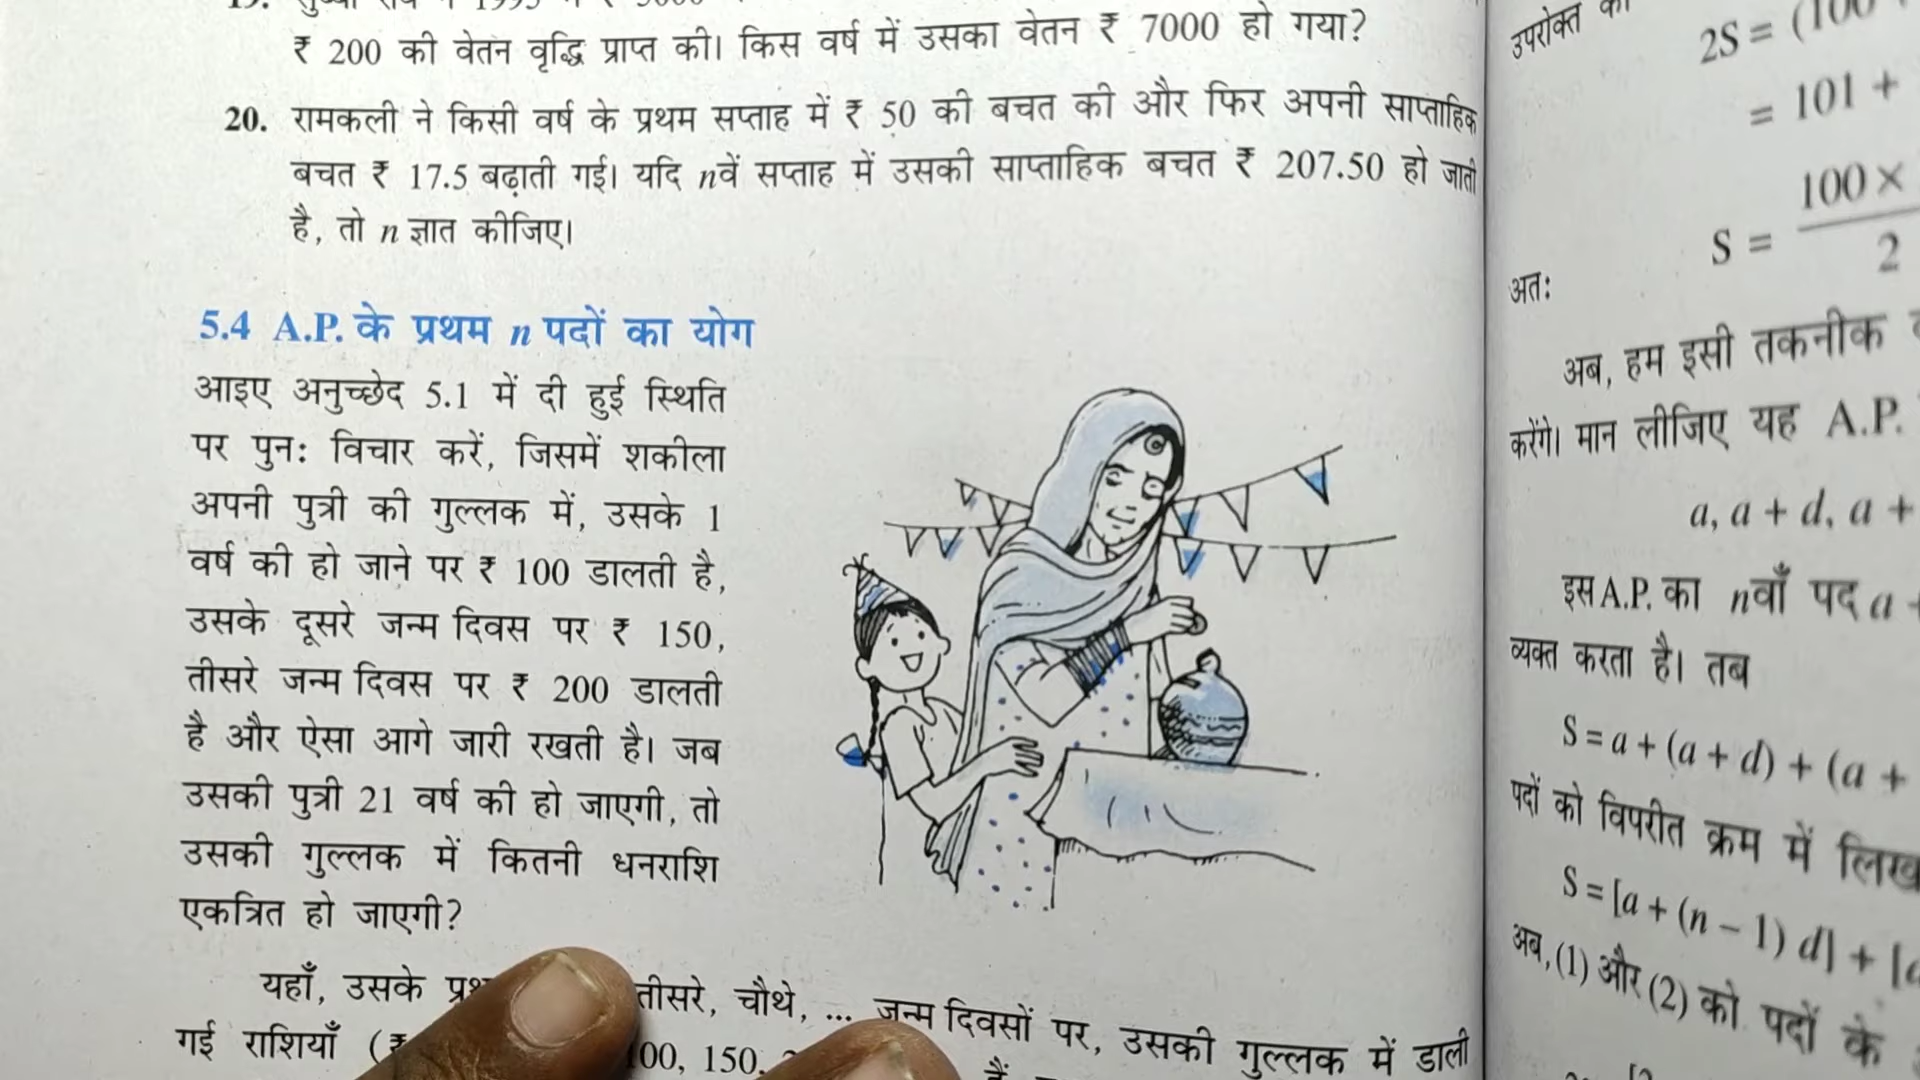 ₹ 200 की वेतन वृद्धि प्राप्त की। किस वर्ष में उसका वेतन ₹ 7000 हो गया?
20. रामकली ने किसी वर्ष के प्रथम सप्ताह में ₹ 50 की बचत की और फिर अपनी साप्ताहिक
बचत ₹ 17.5 बढ़ाती गई। यदि nवें सप्ताह में उसकी साप्ताहिक बचत ₹ 207.50 हो जाती
है, तो n ज्ञात कीजिए।
5.4 A.P. के प्रथम n पदों का योग
आइए अनुच्छेद 5.1 में दी हुई स्थिति
पर पुन: विचार करें, जिसमें शकीला
अपनी पुत्री की गुल्लक में, उसके 1
वर्ष की हो जाने पर ₹ 100 डालती है,
उसके दूसरे जन्म दिवस पर ₹ 150,
तीसरे जन्म दिवस पर ₹ 200 डालती
है और ऐसा आगे जारी रखती है। जब
उसकी पुत्री 21 वर्ष की हो जाएगी, तो
उसकी गुल्लक में कितनी धनराशि
एकत्रित हो जाएगी?
यहाँ, उसके तीसरे, चौथे, ... जन्म दिवसों पर, उसकी गुल्लक में डाली
गई राशियाँ (₹ 100, 150,
उपरोक्त
2S = (100
= 101 +
S = 100 ×
2
अत:
अब, हम इसी तकनीक
करेंगे। मान लीजिए यह A.P.
a, a + d, a +
इस A.P. का nवाँ पद a +
व्यक्त करता है। तब
S = a + (a + d) + (a +
पदों को विपरीत क्रम में लिख
S = [a + (n – 1) d] + [a
अब, (1) और (2) को पदों के